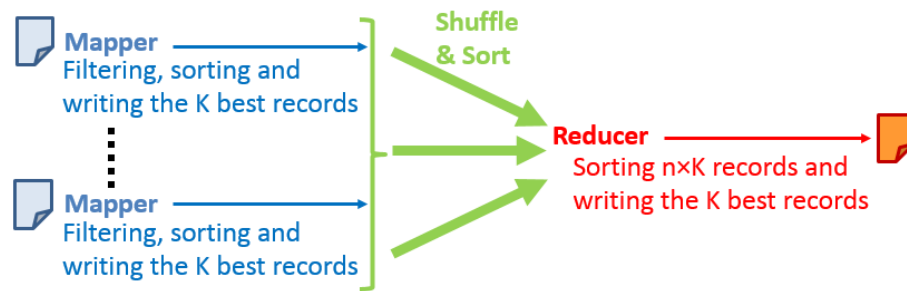 Mapper
Filtering, sorting and
writing the K best records
Shuffle
& Sort
Reducer
Sorting n×K records and
writing the K best records
Mapper
Filtering, sorting and
writing the K best records